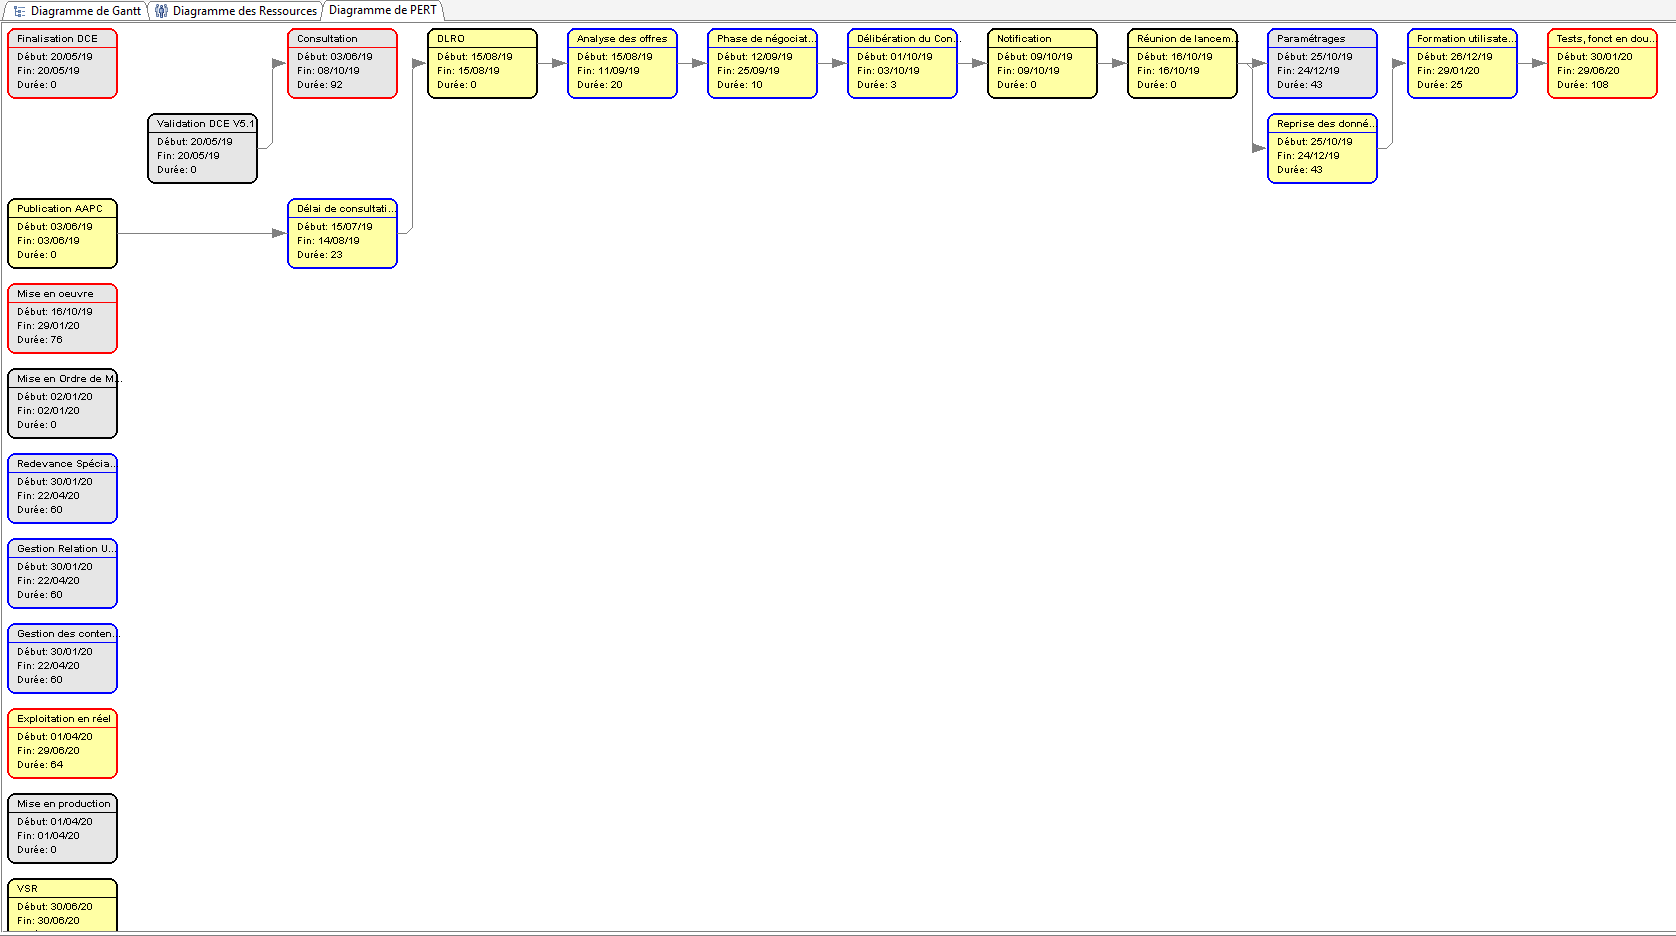 Diagramme de Gantt
Diagramme des Ressources
Diagramme de PERT
Finalisation DCE
Début: 20/05/19
Fin: 20/05/19
Durée: 0
Consultation
Début: 03/06/19
Fin: 08/10/19
Durée: 92
DLRO
Début: 15/08/19
Fin: 15/08/19
Durée: 0
Analyse des offres
Début: 15/08/19
Fin: 11/09/19
Durée: 20
Phase de négociat...
Début: 12/09/19
Fin: 25/09/19
Durée: 10
Délibération du Con...
Début: 01/10/19
Fin: 03/10/19
Durée: 3
Notification
Début: 09/10/19
Fin: 09/10/19
Durée: 0
Réunion de lancem...
Début: 16/10/19
Fin: 16/10/19
Durée: 0
Paramétrages
Début: 25/10/19
Fin: 24/12/19
Durée: 43
Formation utilisate...
Début: 26/12/19
Fin: 29/01/20
Durée: 25
Tests, fonct en dou...
Début: 30/01/20
Fin: 29/06/20
Durée: 108
Validation DCE V5.1
Début: 20/05/19
Fin: 20/05/19
Durée: 0
Reprise des donné...
Début: 25/10/19
Fin: 24/12/19
Durée: 43
Publication AAPC
Début: 03/06/19
Fin: 03/06/19
Durée: 0
Délai de consultati...
Début: 15/07/19
Fin: 14/08/19
Durée: 23
Mise en oeuvre
Début: 16/10/19
Fin: 29/01/20
Durée: 76
Mise en Ordre de M...
Début: 02/01/20
Fin: 02/01/20
Durée: 0
Redevance Spécia...
Début: 30/01/20
Fin: 22/04/20
Durée: 60
Gestion Relation U...
Début: 30/01/20
Fin: 22/04/20
Durée: 60
Gestion des conten...
Début: 30/01/20
Fin: 22/04/20
Durée: 60
Exploitation en réel
Début: 01/04/20
Fin: 29/06/20
Durée: 64
Mise en production
Début: 01/04/20
Fin: 01/04/20
Durée: 0
VSR
Début: 30/06/20
Fin: 30/06/20